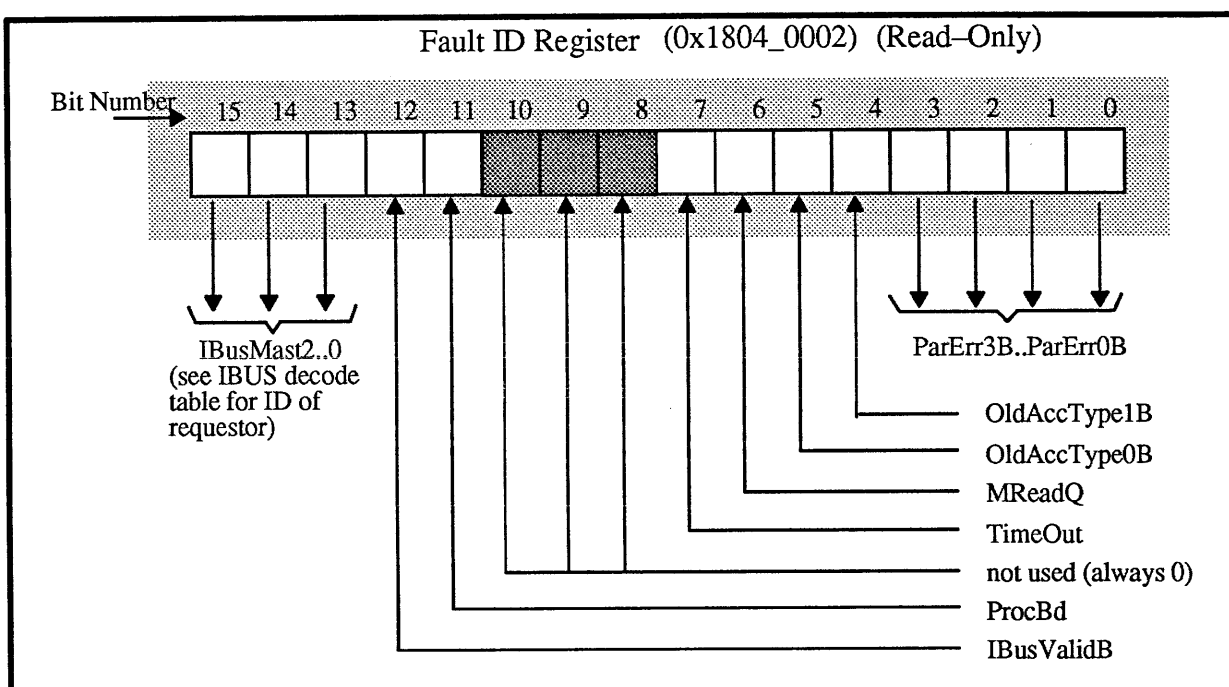 Fault ID Register (0x1804_0002) (Read–Only)
Bit Number
15 14 13 12 11 10 9 8 7 6 5 4 3 2 1 0
IBusMast2..0
(see IBUS decode
table for ID of
requestor)
ParErr3B..ParErr0B
OldAccType1B
OldAccType0B
MReadQ
TimeOut
not used (always 0)
ProcBd
IBusValidB